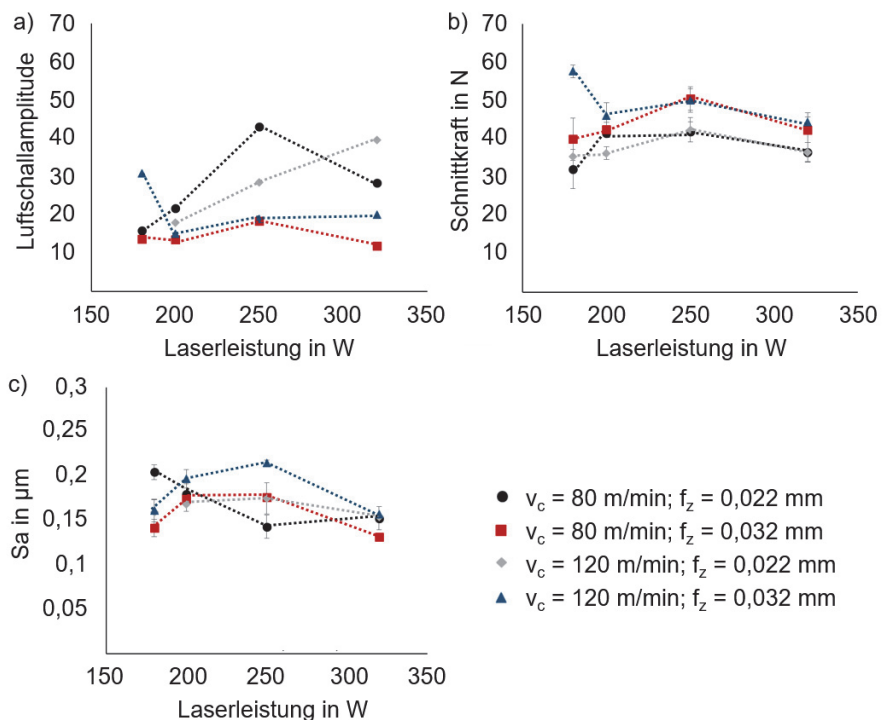 a)
70
60
50
40
30
20
10
Luftschallamplitude
150 200 250 300 350
Laserleistung in W
b)
70
60
50
40
30
20
10
Schnittkraft in N
150 200 250 300 350
Laserleistung in W
c)
0,3
0,25
0,2
0,15
0,1
0,05
Sa in µm
150 200 250 300 350
Laserleistung in W
v_c = 80 m/min; f_z = 0,022 mm
v_c = 80 m/min; f_z = 0,032 mm
v_c = 120 m/min; f_z = 0,022 mm
v_c = 120 m/min; f_z = 0,032 mm